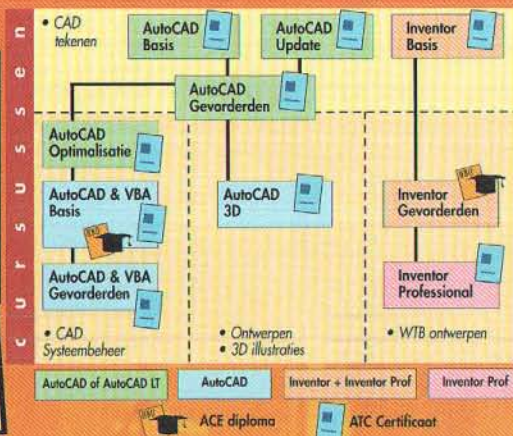 cursussen
• CAD
tekenen
AutoCAD
Basis
AutoCAD
Update
Inventor
Basis
AutoCAD
Gevorderden
AutoCAD
Optimalisatie
AutoCAD & VBA
Basis
AutoCAD
3D
Inventor
Gevorderden
AutoCAD & VBA
Gevorderden
Inventor
Professional
• CAD
Systeembeheer
• Ontwerpen
• 3D illustraties
• WTB ontwerpen
AutoCAD of AutoCAD LT
AutoCAD
Inventor + Inventor Prof
Inventor Prof
ACE diploma
ATC Certificaat